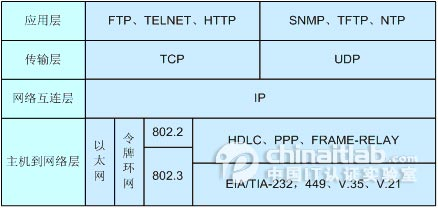 应用层 FTP、TELNET、HTTP SNMP、TFTP、NTP
传输层 TCP UDP
网络互连层 IP
主机到网络层 以太网 令牌环网 802.2 HDLC、PPP、FRAME-RELAY
802.3 EIA/TIA-232，449、V.35、V.21
chinaitlab.com
中国IT认证实验室